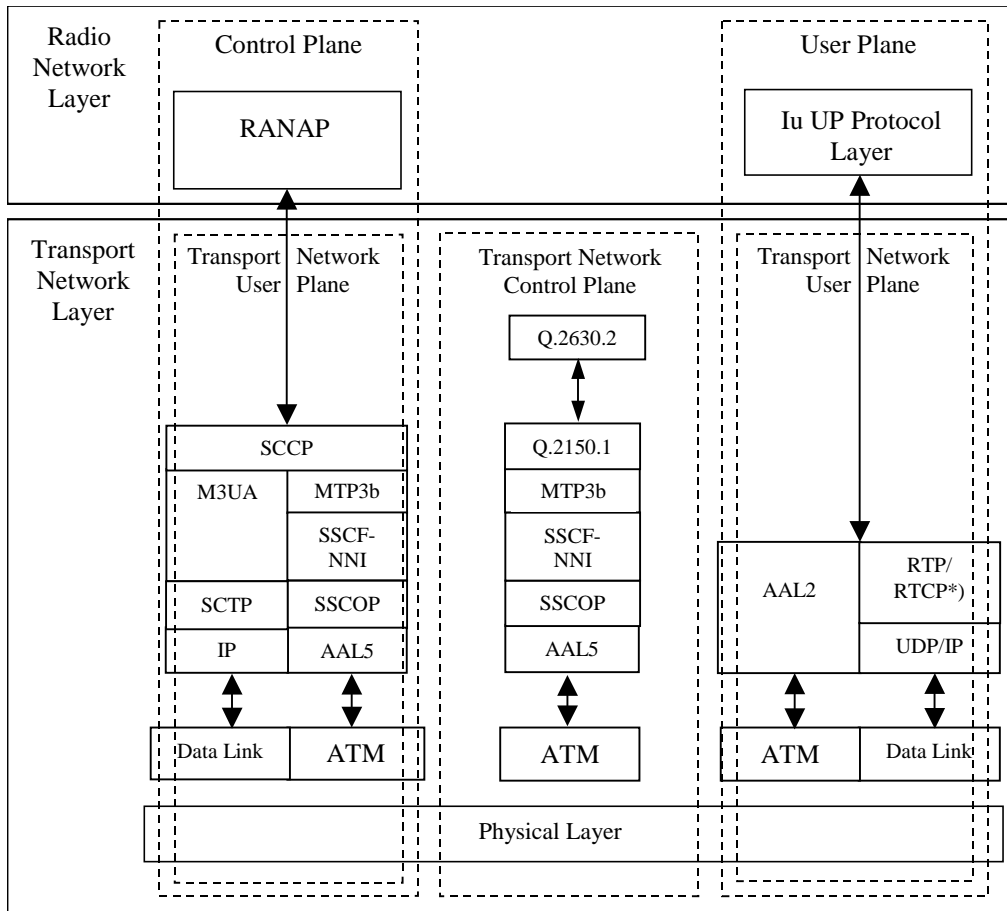 Radio
Network
Layer
Control Plane
User Plane
RANAP
Iu UP Protocol
Layer
Transport
Network
Layer
Transport Network
User Plane
Transport Network
Control Plane
Transport Network
User Plane
Q.2630.2
SCCP
M3UA
MTP3b
SSCF-
NNI
SCTP
SSCOP
IP
AAL5
Q.2150.1
MTP3b
SSCF-
NNI
SSCOP
AAL5
AAL2
RTP/
RTCP*)
UDP/IP
Data Link
ATM
ATM
ATM
Data Link
Physical Layer